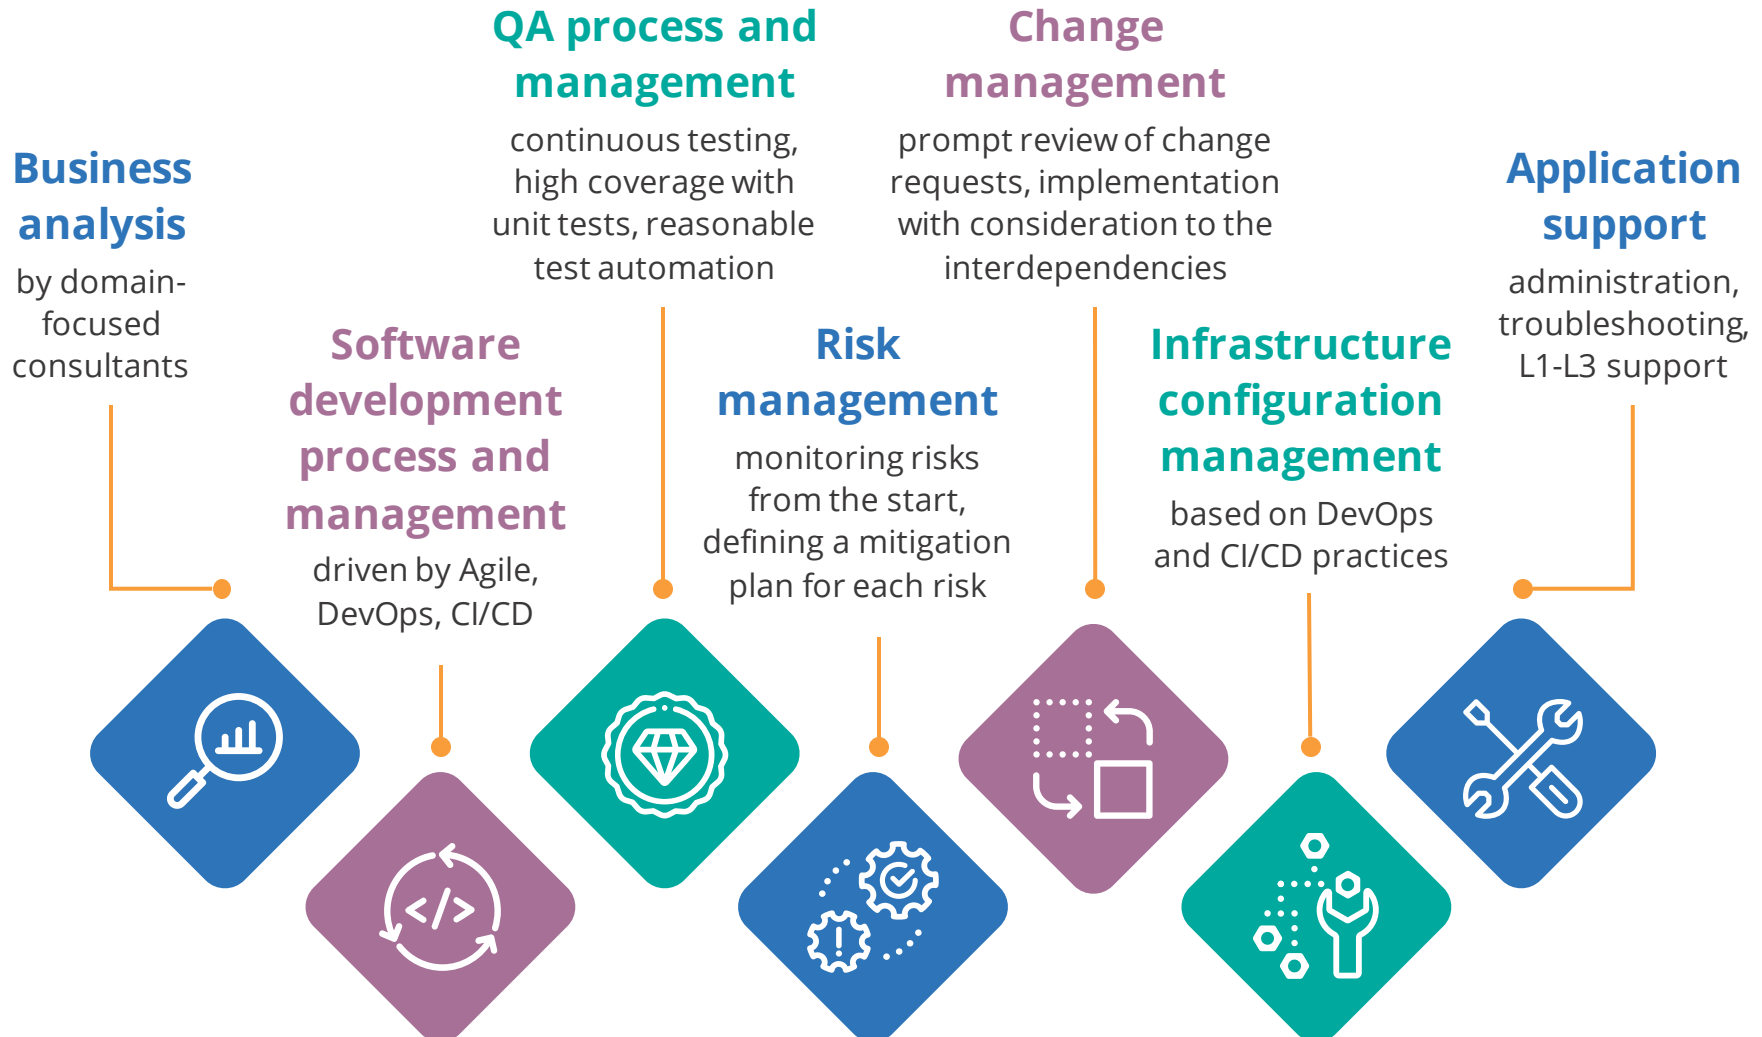 Business
analysis
by domain-
focused
consultants
Software
development
process and
management
driven by Agile,
DevOps, CI/CD
QA process and
management
continuous testing,
high coverage with
unit tests, reasonable
test automation
Risk
management
monitoring risks
from the start,
defining a mitigation
plan for each risk
Change
management
prompt review of change
requests, implementation
with consideration to the
interdependencies
Infrastructure
configuration
management
based on DevOps
and CI/CD practices
Application
support
administration,
troubleshooting,
L1-L3 support